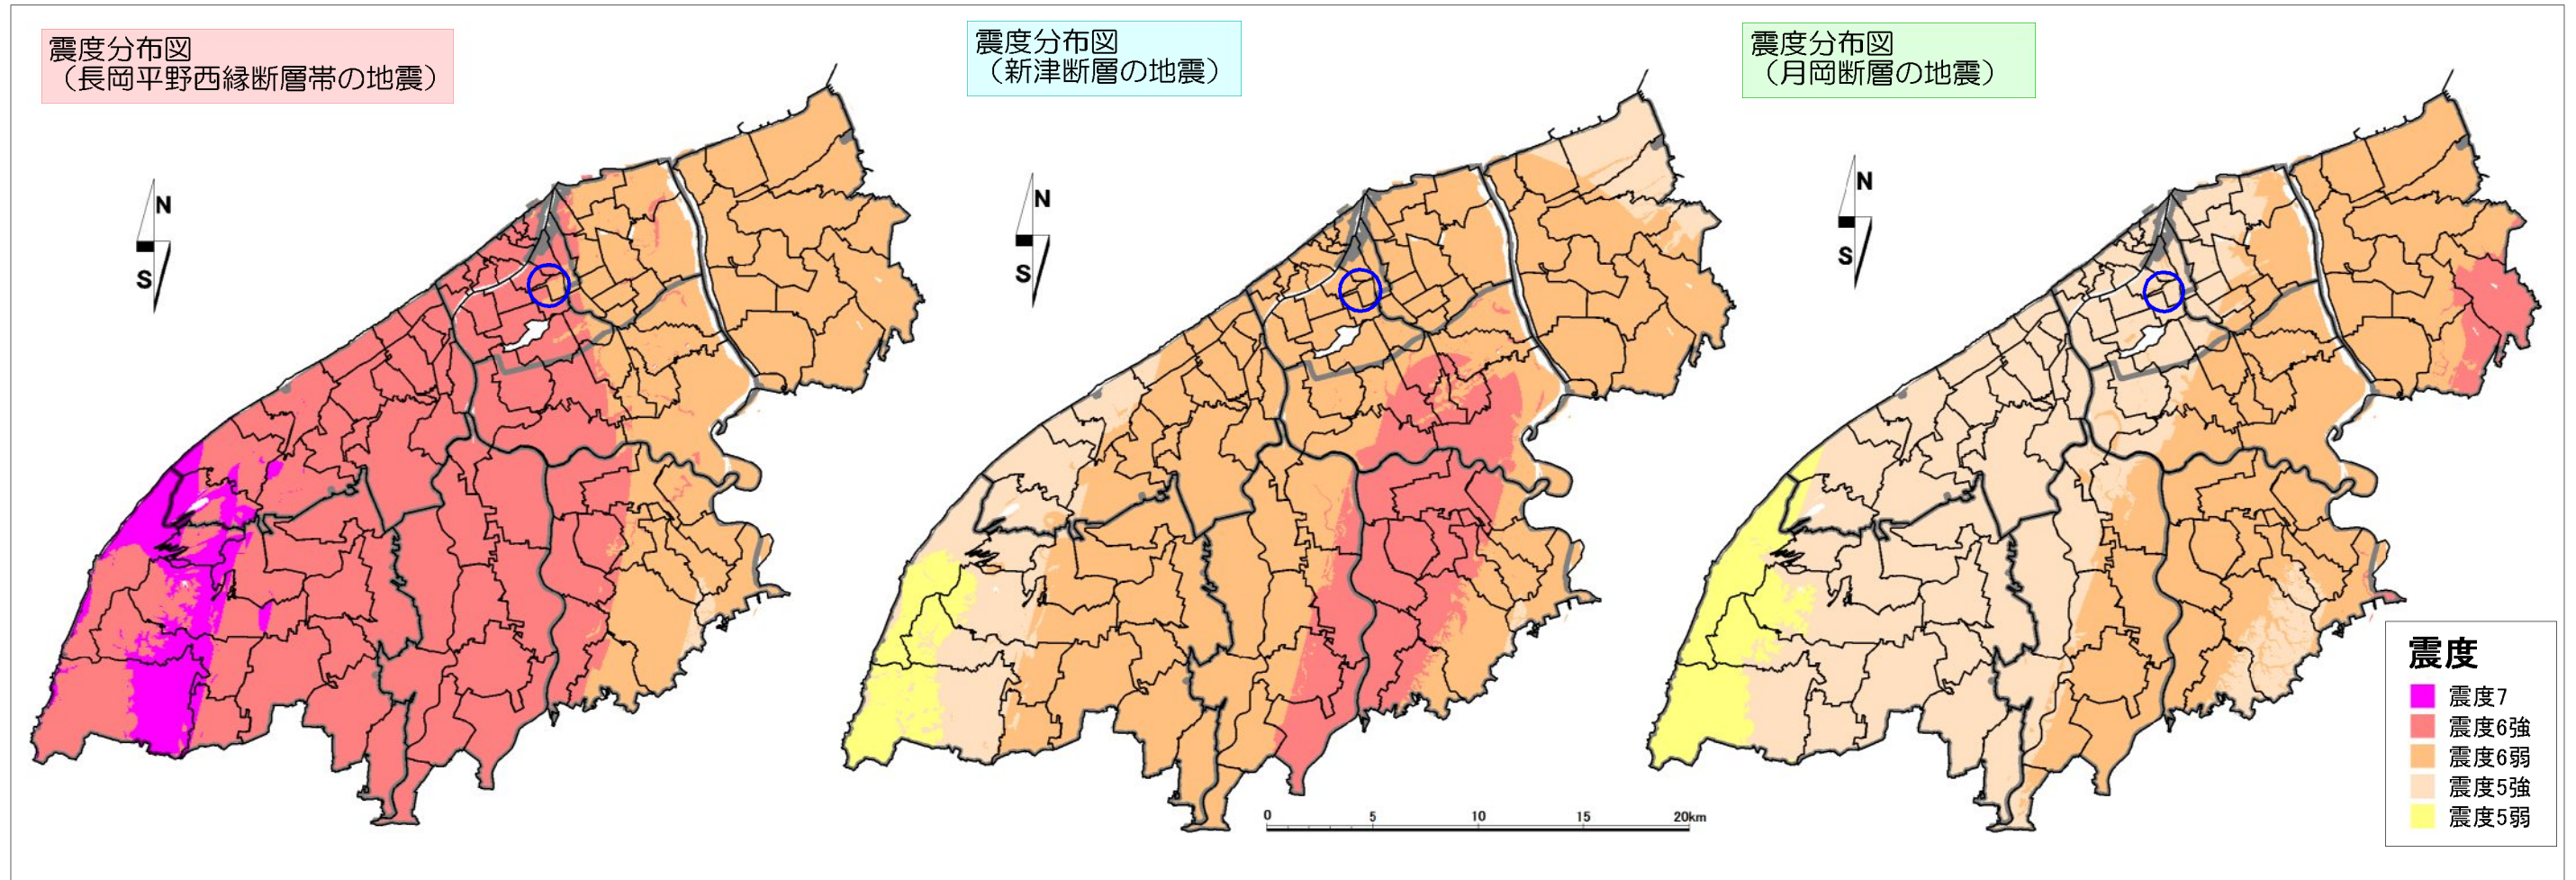 震度分布図
（長岡平野西縁断層帯の地震）
震度分布図
（新津断層の地震）
震度分布図
（月岡断層の地震）
N
S
N
S
N
S
0 5 10 15 20km
震度
震度7
震度6強
震度6弱
震度5強
震度5弱